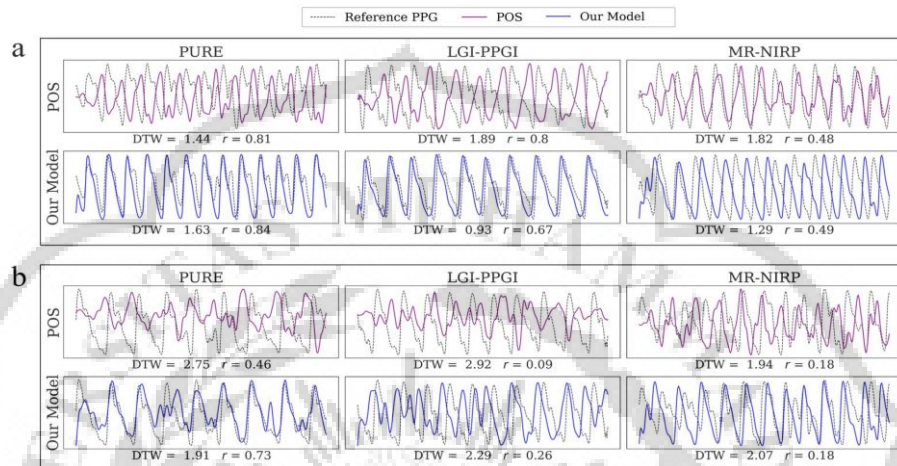 Reference PPG POS Our Model
a
PURE LGI-PPGI MR-NIRP
POS
DTW = 1.44 r = 0.81 DTW = 1.89 r = 0.8 DTW = 1.82 r = 0.48
Our Model
DTW = 1.63 r = 0.84 DTW = 0.93 r = 0.67 DTW = 1.29 r = 0.49
b
PURE LGI-PPGI MR-NIRP
POS
DTW = 2.75 r = 0.46 DTW = 2.92 r = 0.09 DTW = 1.94 r = 0.18
Our Model
DTW = 1.91 r = 0.73 DTW = 2.29 r = 0.26 DTW = 2.07 r = 0.18